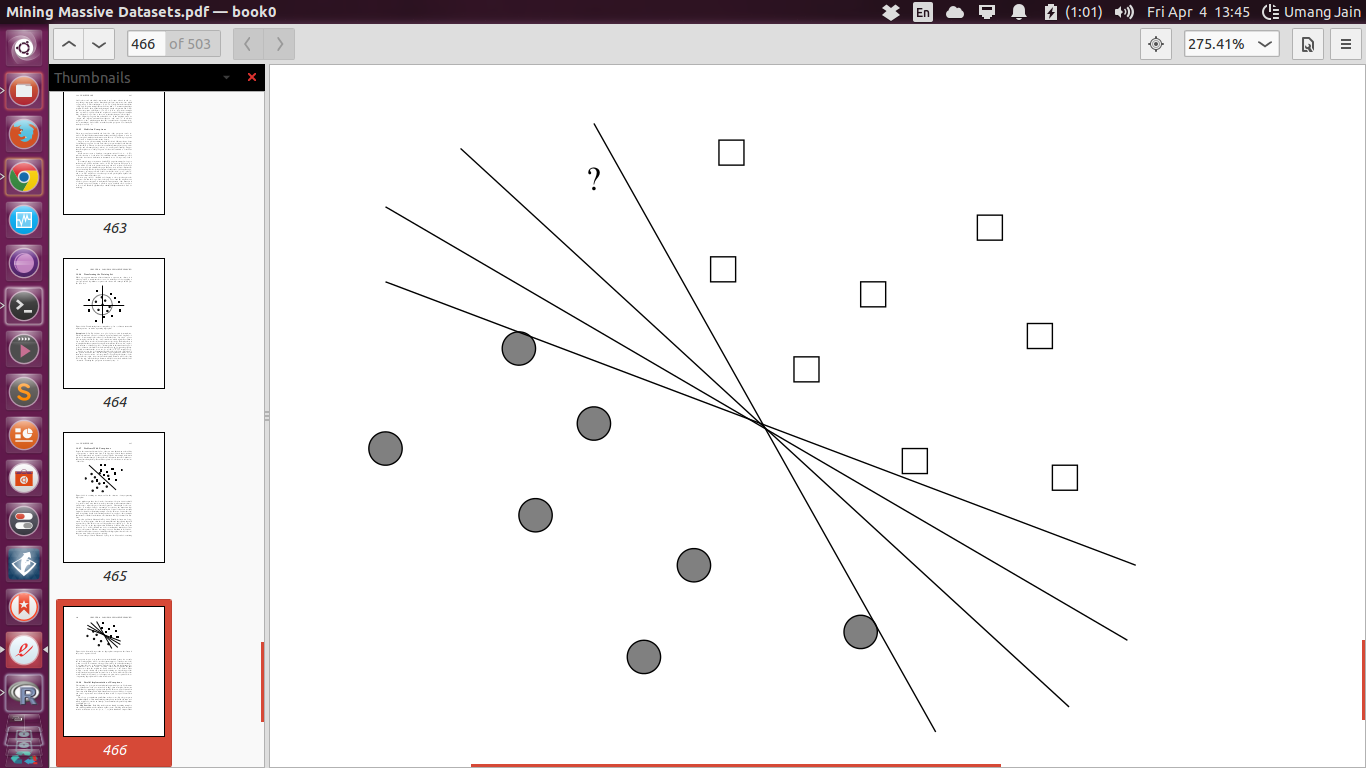 Mining Massive Datasets.pdf — book0
En
(1:01)
Fri Apr 4 13:45
Umang Jain
466 of 503
275.41%
Thumbnails
463
464
465
466
?